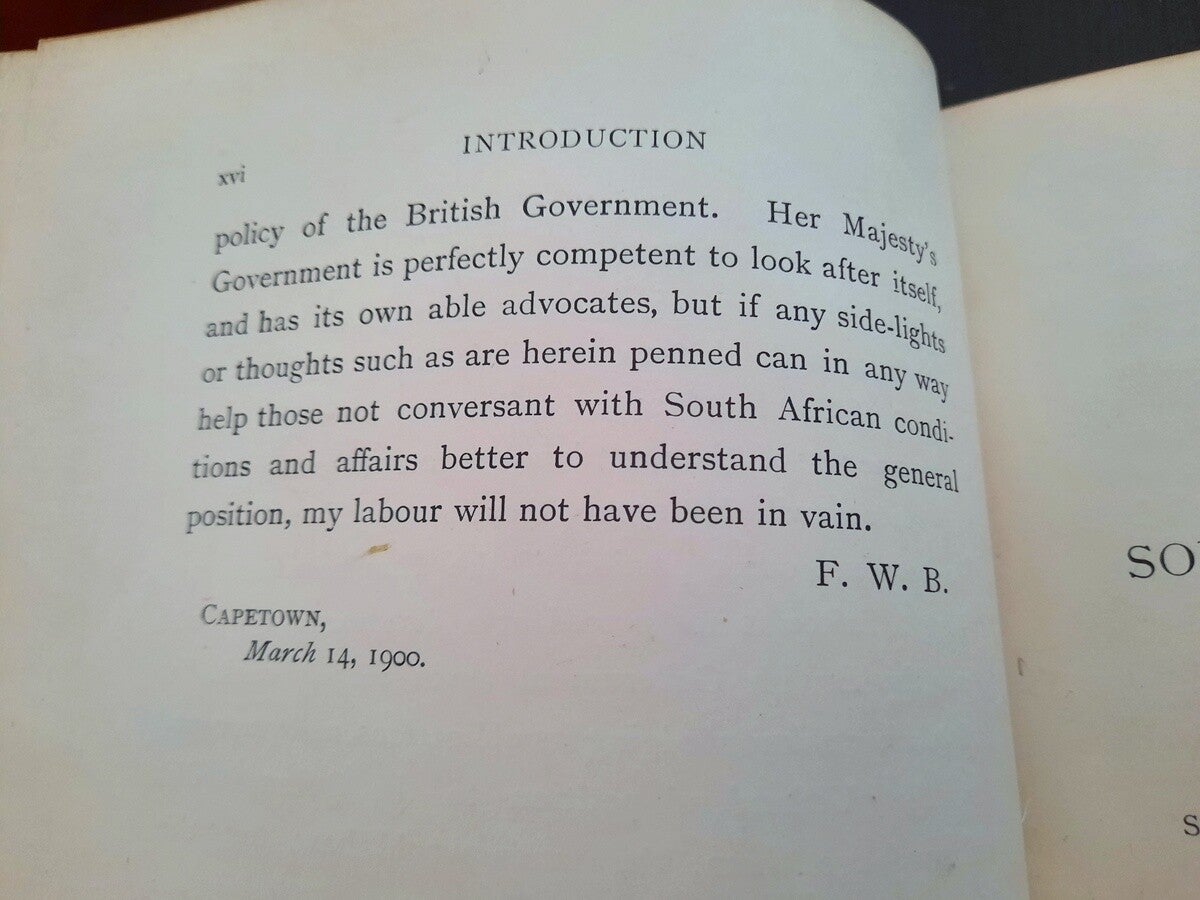 INTRODUCTION
xvi
policy of the British Government. Her Majesty's
Government is perfectly competent to look after itself,
and has its own able advocates, but if any side-lights
or thoughts such as are herein penned can in any way
help those not conversant with South African condi-
tions and affairs better to understand the general
position, my labour will not have been in vain.
F. W. B.
CAPETOWN,
March 14, 1900.